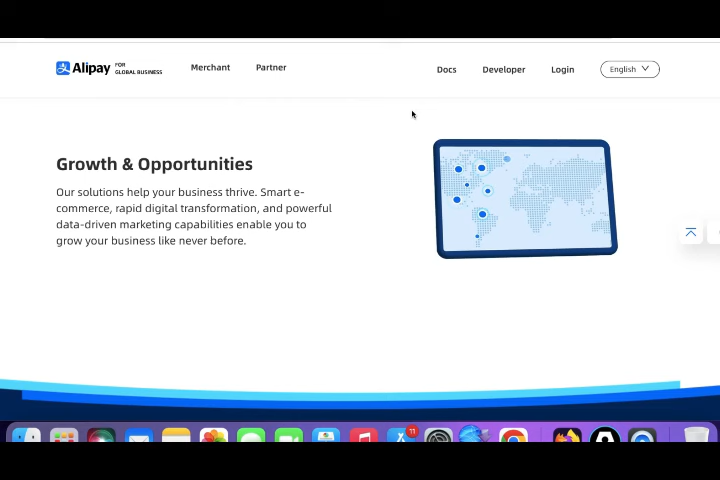 Alipay
FOR
GLOBAL BUSINESS
Merchant
Partner
Docs
Developer
Login
English
Growth & Opportunities
Our solutions help your business thrive. Smart e-
commerce, rapid digital transformation, and powerful
data-driven marketing capabilities enable you to
grow your business like never before.
11